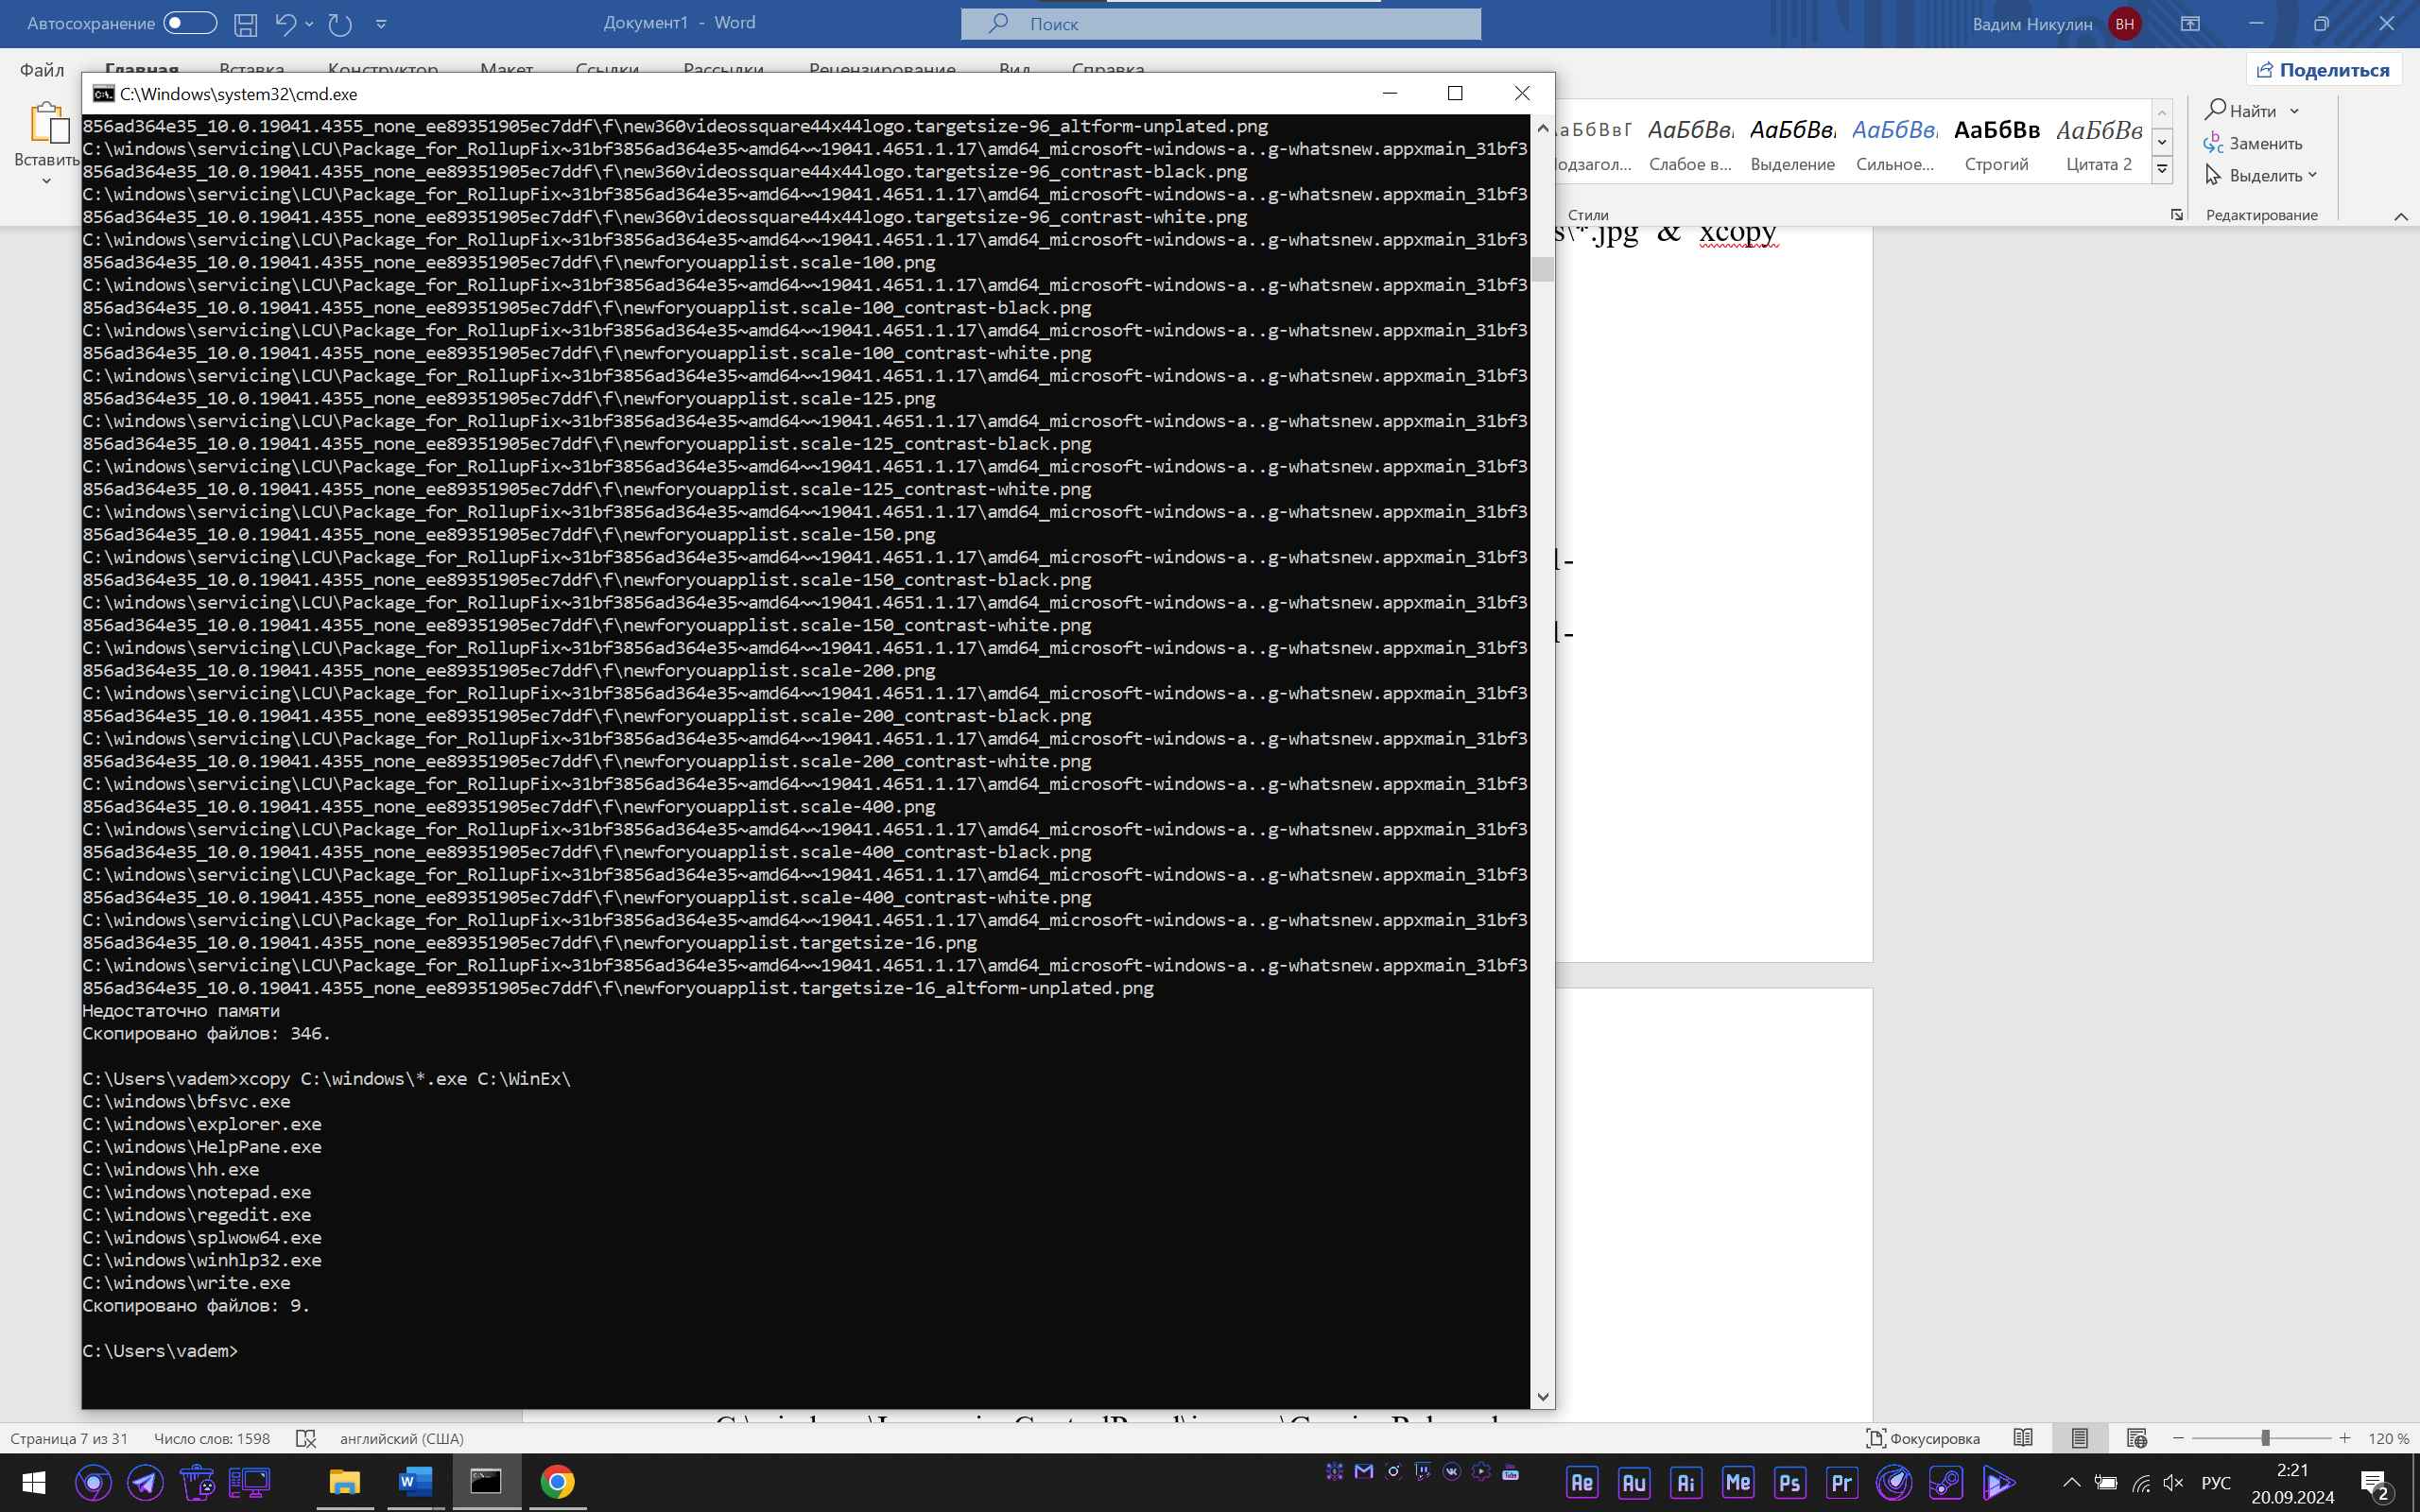 Автосохранение
Документ1 - Word
Поиск
Вадим Никулин
ВН
Файл
Главная
Вставка
Конструктор
Макет
Ссылки
Рассылки
Рецензирование
Вид
Справка
Поделиться
Вставить
Слабое в...
Выделение
Сильное...
Строгий
Цитата 2
Стили
Найти
Заменить
Выделить
Редактирование
s\*.jpg & xcopy
C:\Windows\system32\cmd.exe
856ad364e35_10.0.19041.4355_none_ee89351905ec7ddf\f\new360videossquare44x44logo.targetsize-96_altform-unplated.png
C:\windows\servicing\LCU\Package_for_RollupFix~31bf3856ad364e35~amd64~~19041.4651.1.17\amd64_microsoft-windows-a..g-whatsnew.appxmain_31bf3
856ad364e35_10.0.19041.4355_none_ee89351905ec7ddf\f\new360videossquare44x44logo.targetsize-96_contrast-black.png
C:\windows\servicing\LCU\Package_for_RollupFix~31bf3856ad364e35~amd64~~19041.4651.1.17\amd64_microsoft-windows-a..g-whatsnew.appxmain_31bf3
856ad364e35_10.0.19041.4355_none_ee89351905ec7ddf\f\new360videossquare44x44logo.targetsize-96_contrast-white.png
C:\windows\servicing\LCU\Package_for_RollupFix~31bf3856ad364e35~amd64~~19041.4651.1.17\amd64_microsoft-windows-a..g-whatsnew.appxmain_31bf3
856ad364e35_10.0.19041.4355_none_ee89351905ec7ddf\f\newforyouapplist.scale-100.png
C:\windows\servicing\LCU\Package_for_RollupFix~31bf3856ad364e35~amd64~~19041.4651.1.17\amd64_microsoft-windows-a..g-whatsnew.appxmain_31bf3
856ad364e35_10.0.19041.4355_none_ee89351905ec7ddf\f\newforyouapplist.scale-100_contrast-black.png
C:\windows\servicing\LCU\Package_for_RollupFix~31bf3856ad364e35~amd64~~19041.4651.1.17\amd64_microsoft-windows-a..g-whatsnew.appxmain_31bf3
856ad364e35_10.0.19041.4355_none_ee89351905ec7ddf\f\newforyouapplist.scale-100_contrast-white.png
C:\windows\servicing\LCU\Package_for_RollupFix~31bf3856ad364e35~amd64~~19041.4651.1.17\amd64_microsoft-windows-a..g-whatsnew.appxmain_31bf3
856ad364e35_10.0.19041.4355_none_ee89351905ec7ddf\f\newforyouapplist.scale-125.png
C:\windows\servicing\LCU\Package_for_RollupFix~31bf3856ad364e35~amd64~~19041.4651.1.17\amd64_microsoft-windows-a..g-whatsnew.appxmain_31bf3
856ad364e35_10.0.19041.4355_none_ee89351905ec7ddf\f\newforyouapplist.scale-125_contrast-black.png
C:\windows\servicing\LCU\Package_for_RollupFix~31bf3856ad364e35~amd64~~19041.4651.1.17\amd64_microsoft-windows-a..g-whatsnew.appxmain_31bf3
856ad364e35_10.0.19041.4355_none_ee89351905ec7ddf\f\newforyouapplist.scale-125_contrast-white.png
C:\windows\servicing\LCU\Package_for_RollupFix~31bf3856ad364e35~amd64~~19041.4651.1.17\amd64_microsoft-windows-a..g-whatsnew.appxmain_31bf3
856ad364e35_10.0.19041.4355_none_ee89351905ec7ddf\f\newforyouapplist.scale-150.png
C:\windows\servicing\LCU\Package_for_RollupFix~31bf3856ad364e35~amd64~~19041.4651.1.17\amd64_microsoft-windows-a..g-whatsnew.appxmain_31bf3
856ad364e35_10.0.19041.4355_none_ee89351905ec7ddf\f\newforyouapplist.scale-150_contrast-black.png
C:\windows\servicing\LCU\Package_for_RollupFix~31bf3856ad364e35~amd64~~19041.4651.1.17\amd64_microsoft-windows-a..g-whatsnew.appxmain_31bf3
856ad364e35_10.0.19041.4355_none_ee89351905ec7ddf\f\newforyouapplist.scale-150_contrast-white.png
C:\windows\servicing\LCU\Package_for_RollupFix~31bf3856ad364e35~amd64~~19041.4651.1.17\amd64_microsoft-windows-a..g-whatsnew.appxmain_31bf3
856ad364e35_10.0.19041.4355_none_ee89351905ec7ddf\f\newforyouapplist.scale-200.png
C:\windows\servicing\LCU\Package_for_RollupFix~31bf3856ad364e35~amd64~~19041.4651.1.17\amd64_microsoft-windows-a..g-whatsnew.appxmain_31bf3
856ad364e35_10.0.19041.4355_none_ee89351905ec7ddf\f\newforyouapplist.scale-200_contrast-black.png
C:\windows\servicing\LCU\Package_for_RollupFix~31bf3856ad364e35~amd64~~19041.4651.1.17\amd64_microsoft-windows-a..g-whatsnew.appxmain_31bf3
856ad364e35_10.0.19041.4355_none_ee89351905ec7ddf\f\newforyouapplist.scale-200_contrast-white.png
C:\windows\servicing\LCU\Package_for_RollupFix~31bf3856ad364e35~amd64~~19041.4651.1.17\amd64_microsoft-windows-a..g-whatsnew.appxmain_31bf3
856ad364e35_10.0.19041.4355_none_ee89351905ec7ddf\f\newforyouapplist.scale-400.png
C:\windows\servicing\LCU\Package_for_RollupFix~31bf3856ad364e35~amd64~~19041.4651.1.17\amd64_microsoft-windows-a..g-whatsnew.appxmain_31bf3
856ad364e35_10.0.19041.4355_none_ee89351905ec7ddf\f\newforyouapplist.scale-400_contrast-black.png
C:\windows\servicing\LCU\Package_for_RollupFix~31bf3856ad364e35~amd64~~19041.4651.1.17\amd64_microsoft-windows-a..g-whatsnew.appxmain_31bf3
856ad364e35_10.0.19041.4355_none_ee89351905ec7ddf\f\newforyouapplist.scale-400_contrast-white.png
C:\windows\servicing\LCU\Package_for_RollupFix~31bf3856ad364e35~amd64~~19041.4651.1.17\amd64_microsoft-windows-a..g-whatsnew.appxmain_31bf3
856ad364e35_10.0.19041.4355_none_ee89351905ec7ddf\f\newforyouapplist.targetsize-16.png
C:\windows\servicing\LCU\Package_for_RollupFix~31bf3856ad364e35~amd64~~19041.4651.1.17\amd64_microsoft-windows-a..g-whatsnew.appxmain_31bf3
856ad364e35_10.0.19041.4355_none_ee89351905ec7ddf\f\newforyouapplist.targetsize-16_altform-unplated.png
Недостаточно памяти
Скопировано файлов: 346.
C:\Users\vadem>xcopy C:\windows\*.exe C:\WinEx\
C:\windows\bfsvc.exe
C:\windows\explorer.exe
C:\windows\HelpPane.exe
C:\windows\hh.exe
C:\windows\notepad.exe
C:\windows\regedit.exe
C:\windows\splwow64.exe
C:\windows\winhlp32.exe
C:\windows\write.exe
Скопировано файлов: 9.
C:\Users\vadem>
Страница 7 из 31
Число слов: 1598
английский (США)
Фокусировка
120 %
Ae
Au
Ai
Me
Ps
Pr
РУС
2:21
20.09.2024
2